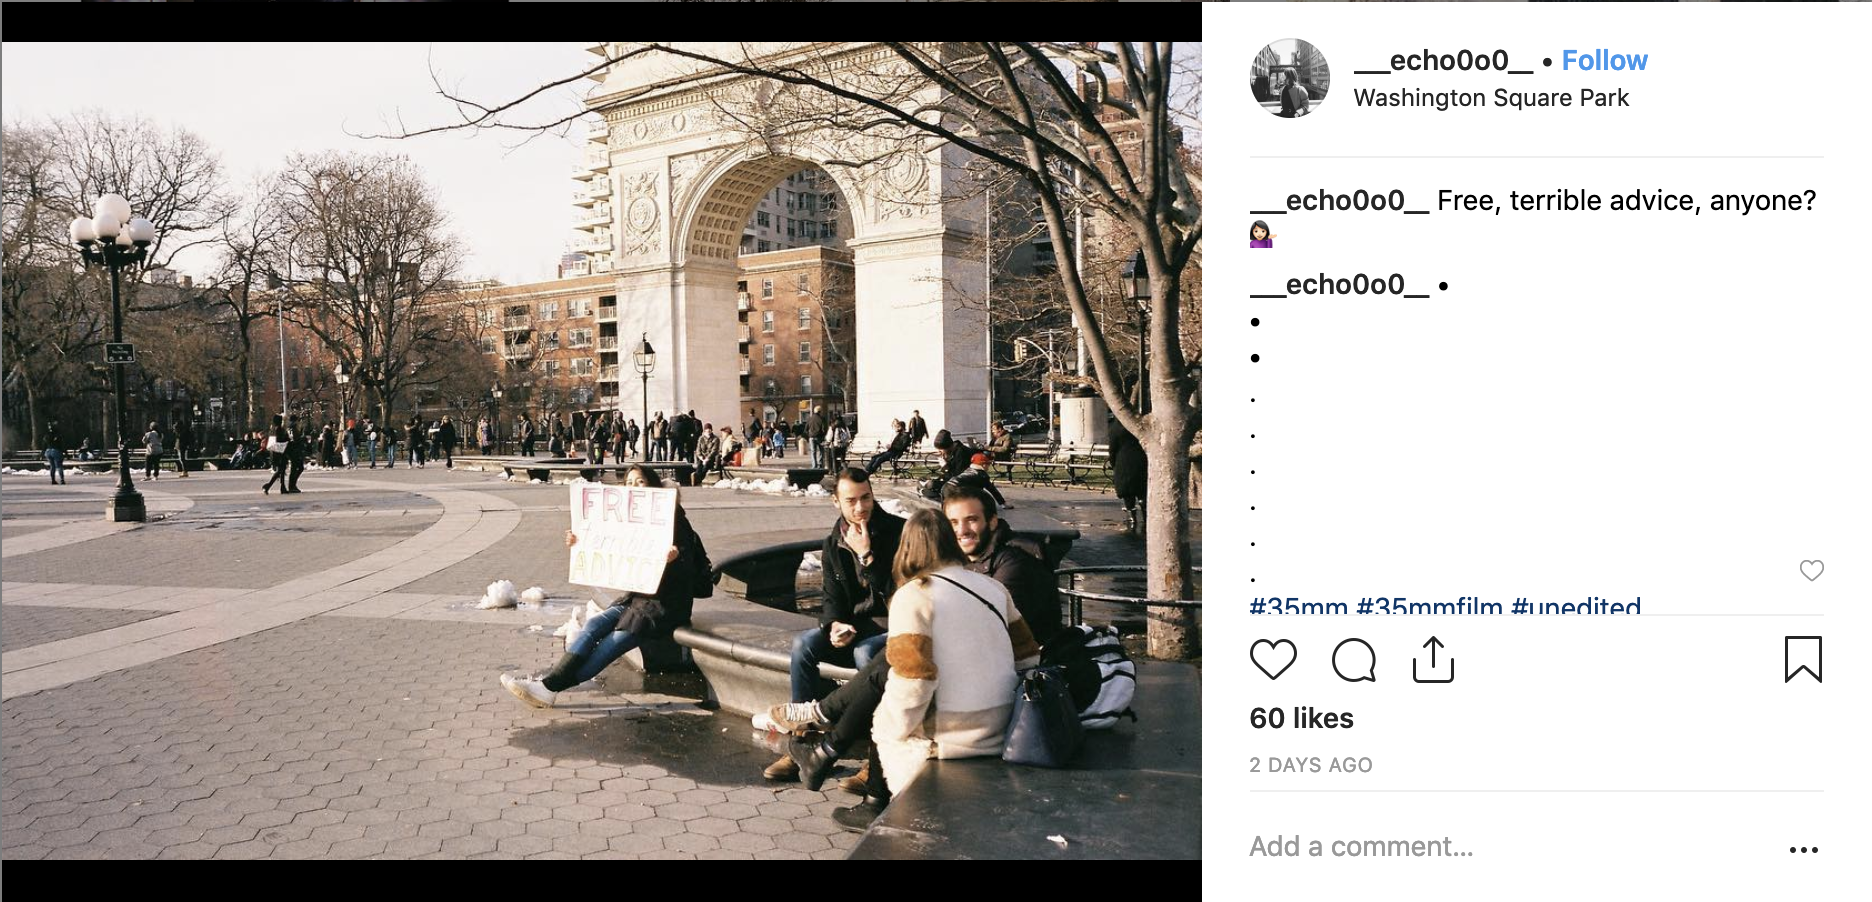 FREE
terrible
ADVICE
__echo0o0__ • Follow
Washington Square Park
__echo0o0__ Free, terrible advice, anyone?
💁🏻‍♀️
__echo0o0__ •
•
•
.
.
.
.
.
.
#35mm #35mmfilm #unedited
60 likes
2 DAYS AGO
Add a comment...